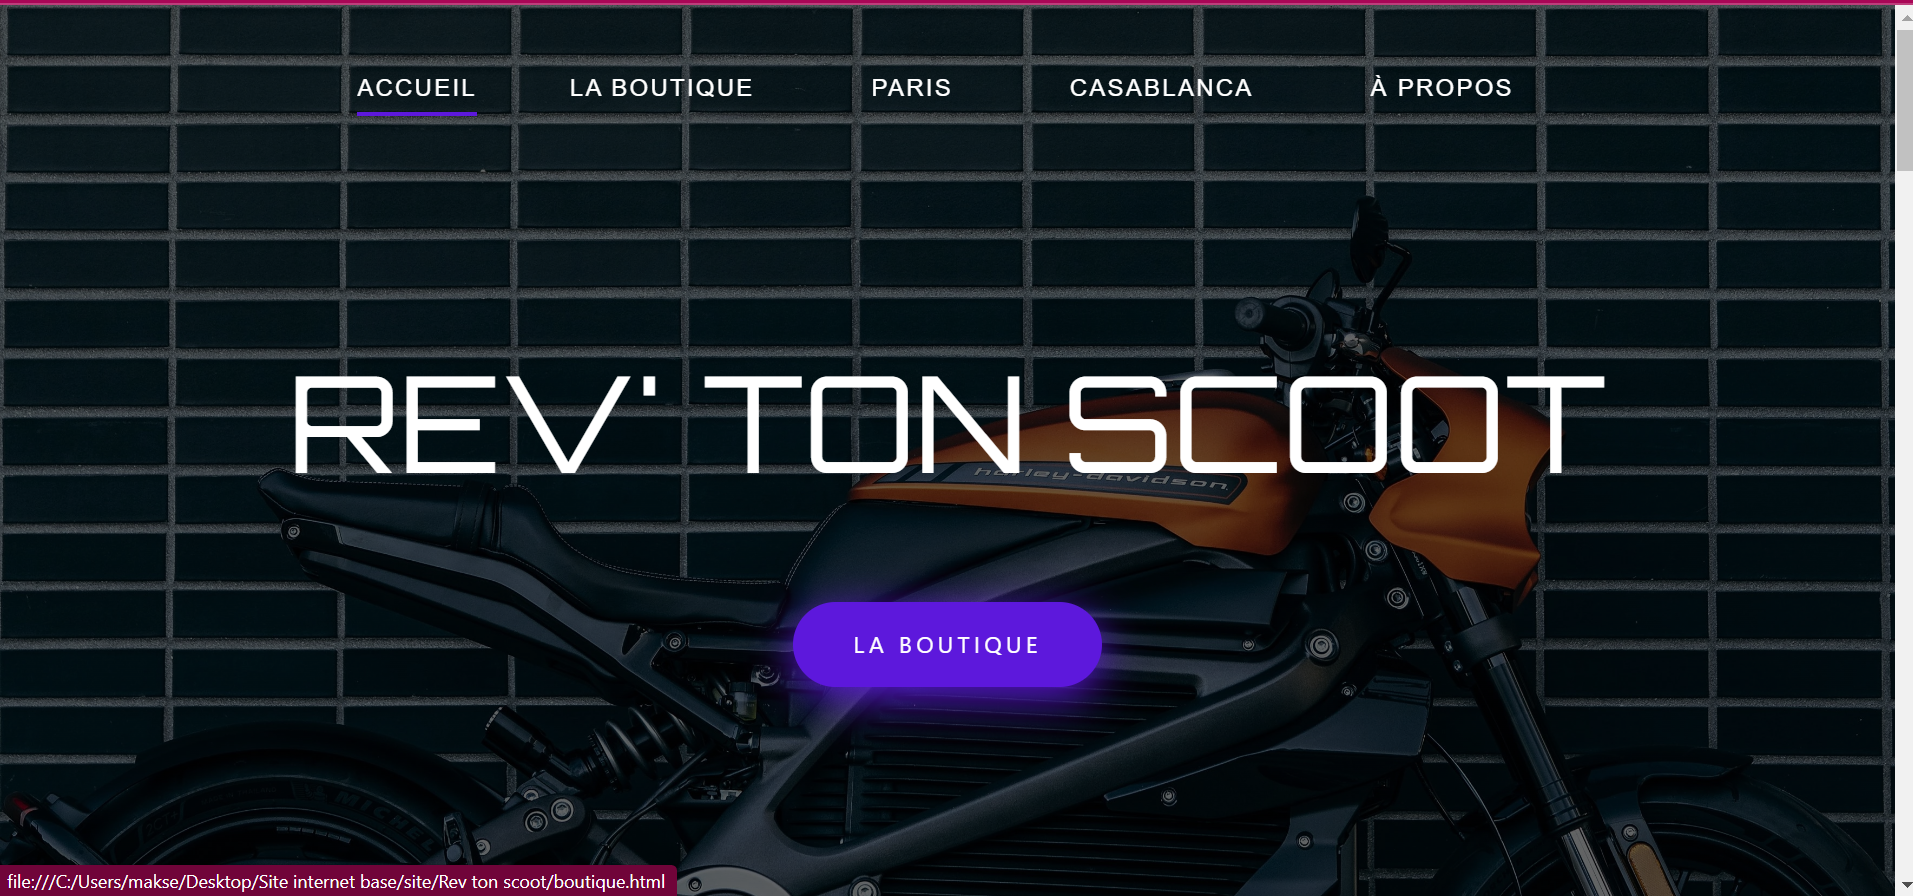 ACCUEIL LA BOUTIQUE PARIS CASABLANCA À PROPOS
REV' TON SCOOT
harley-davidson
LA BOUTIQUE
MICHEL
file:///C:/Users/makse/Desktop/Site internet base/site/Rev ton scoot/boutique.html